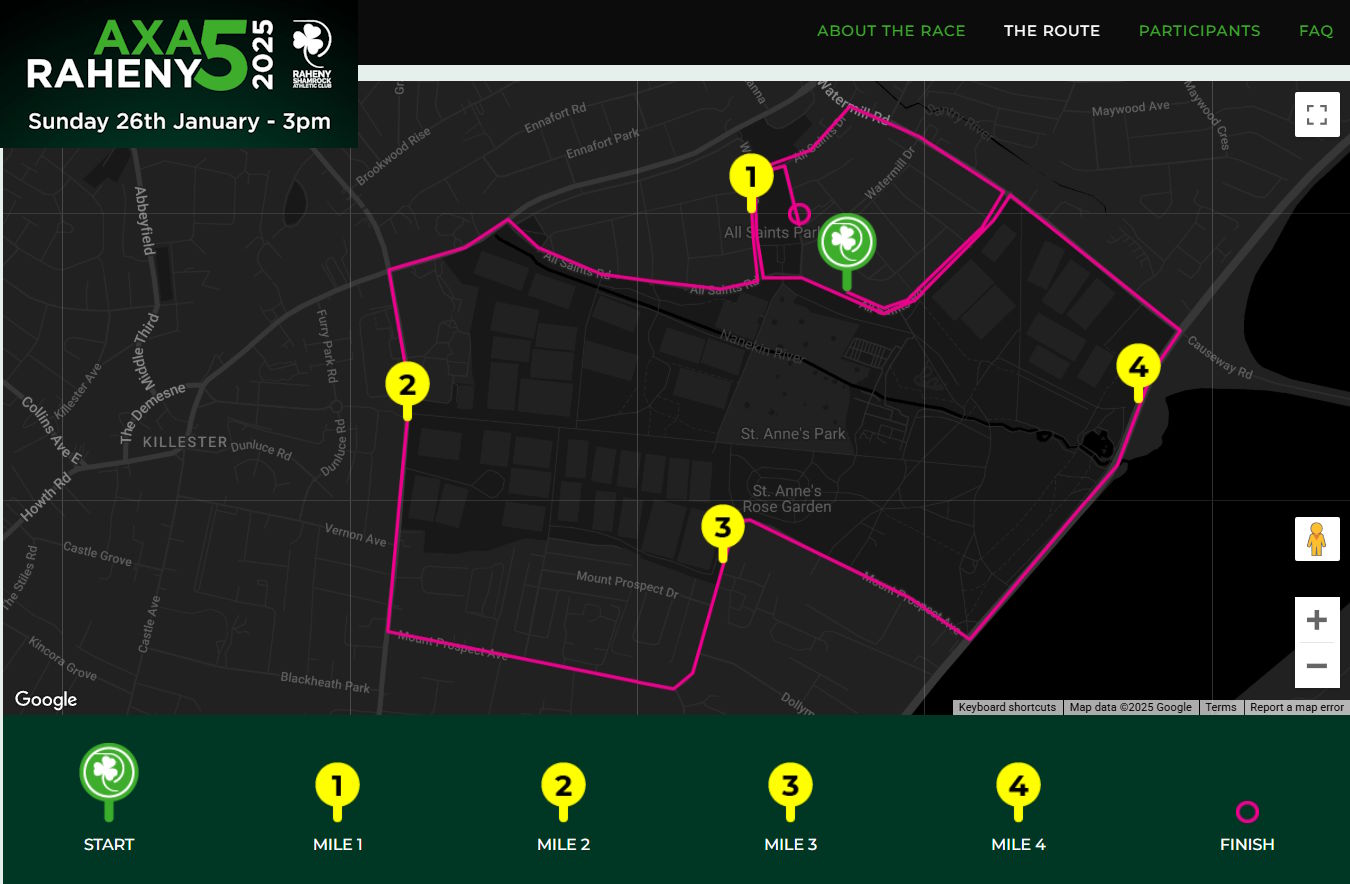 AXA
RAHENY
5
2025
RAHENY
SHAMROCK
ATHLETIC CLUB
Sunday 26th January - 3pm
ABOUT THE RACE
THE ROUTE
PARTICIPANTS
FAQ
Watermill Rd
Santry River
Maywood Ave
Maywood Cres
Ennafort Rd
Ennafort Park
Brookwood Rise
All Saints Dr
Watermill Dr
1
All Saints Park
Abbeyfield
All Saints Rd
All Saints Rd
Furry Park Rd
Middle Third
Nanekin River
Causeway Rd
4
2
Killester Ave
The Demesne
Collins Ave E
KILLESTER
Dunluce Rd
Dunluce Rd
St. Anne's Park
Howth Rd
St. Anne's
Rose Garden
3
Vernon Ave
Castle Grove
The Stiles Rd
Mount Prospect Dr
Mount Prospect Ave
Castle Ave
Mount Prospect Ave
Kincora Grove
Blackheath Park
Google
Keyboard shortcuts
Map data ©2025 Google
Terms
Report a map error
1
2
3
4
START
MILE 1
MILE 2
MILE 3
MILE 4
FINISH